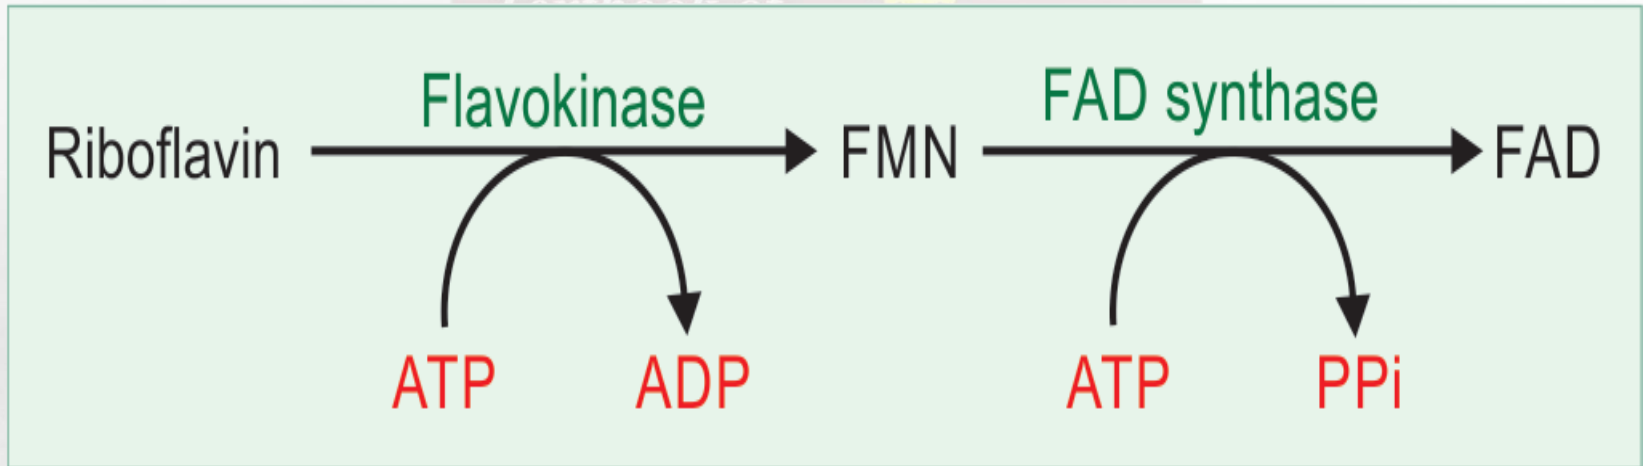 Flavokinase
FAD synthase
Riboflavin
FMN
FAD
ATP
ADP
ATP
PPi